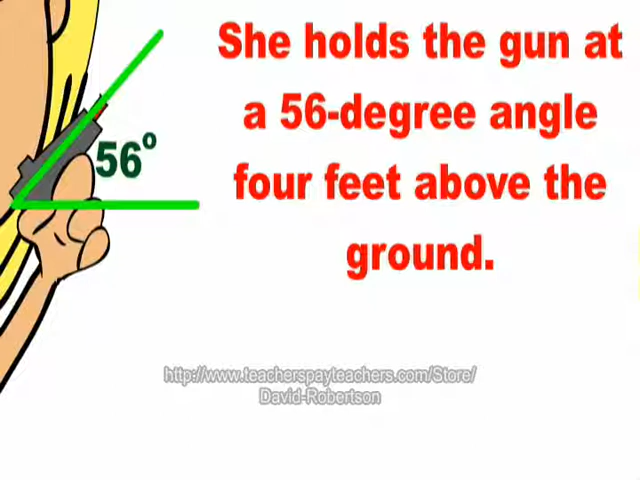 She holds the gun at
a 56-degree angle
four feet above the
ground.
56°
http://www.teacherspayteachers.com/Store/
David-Robertson